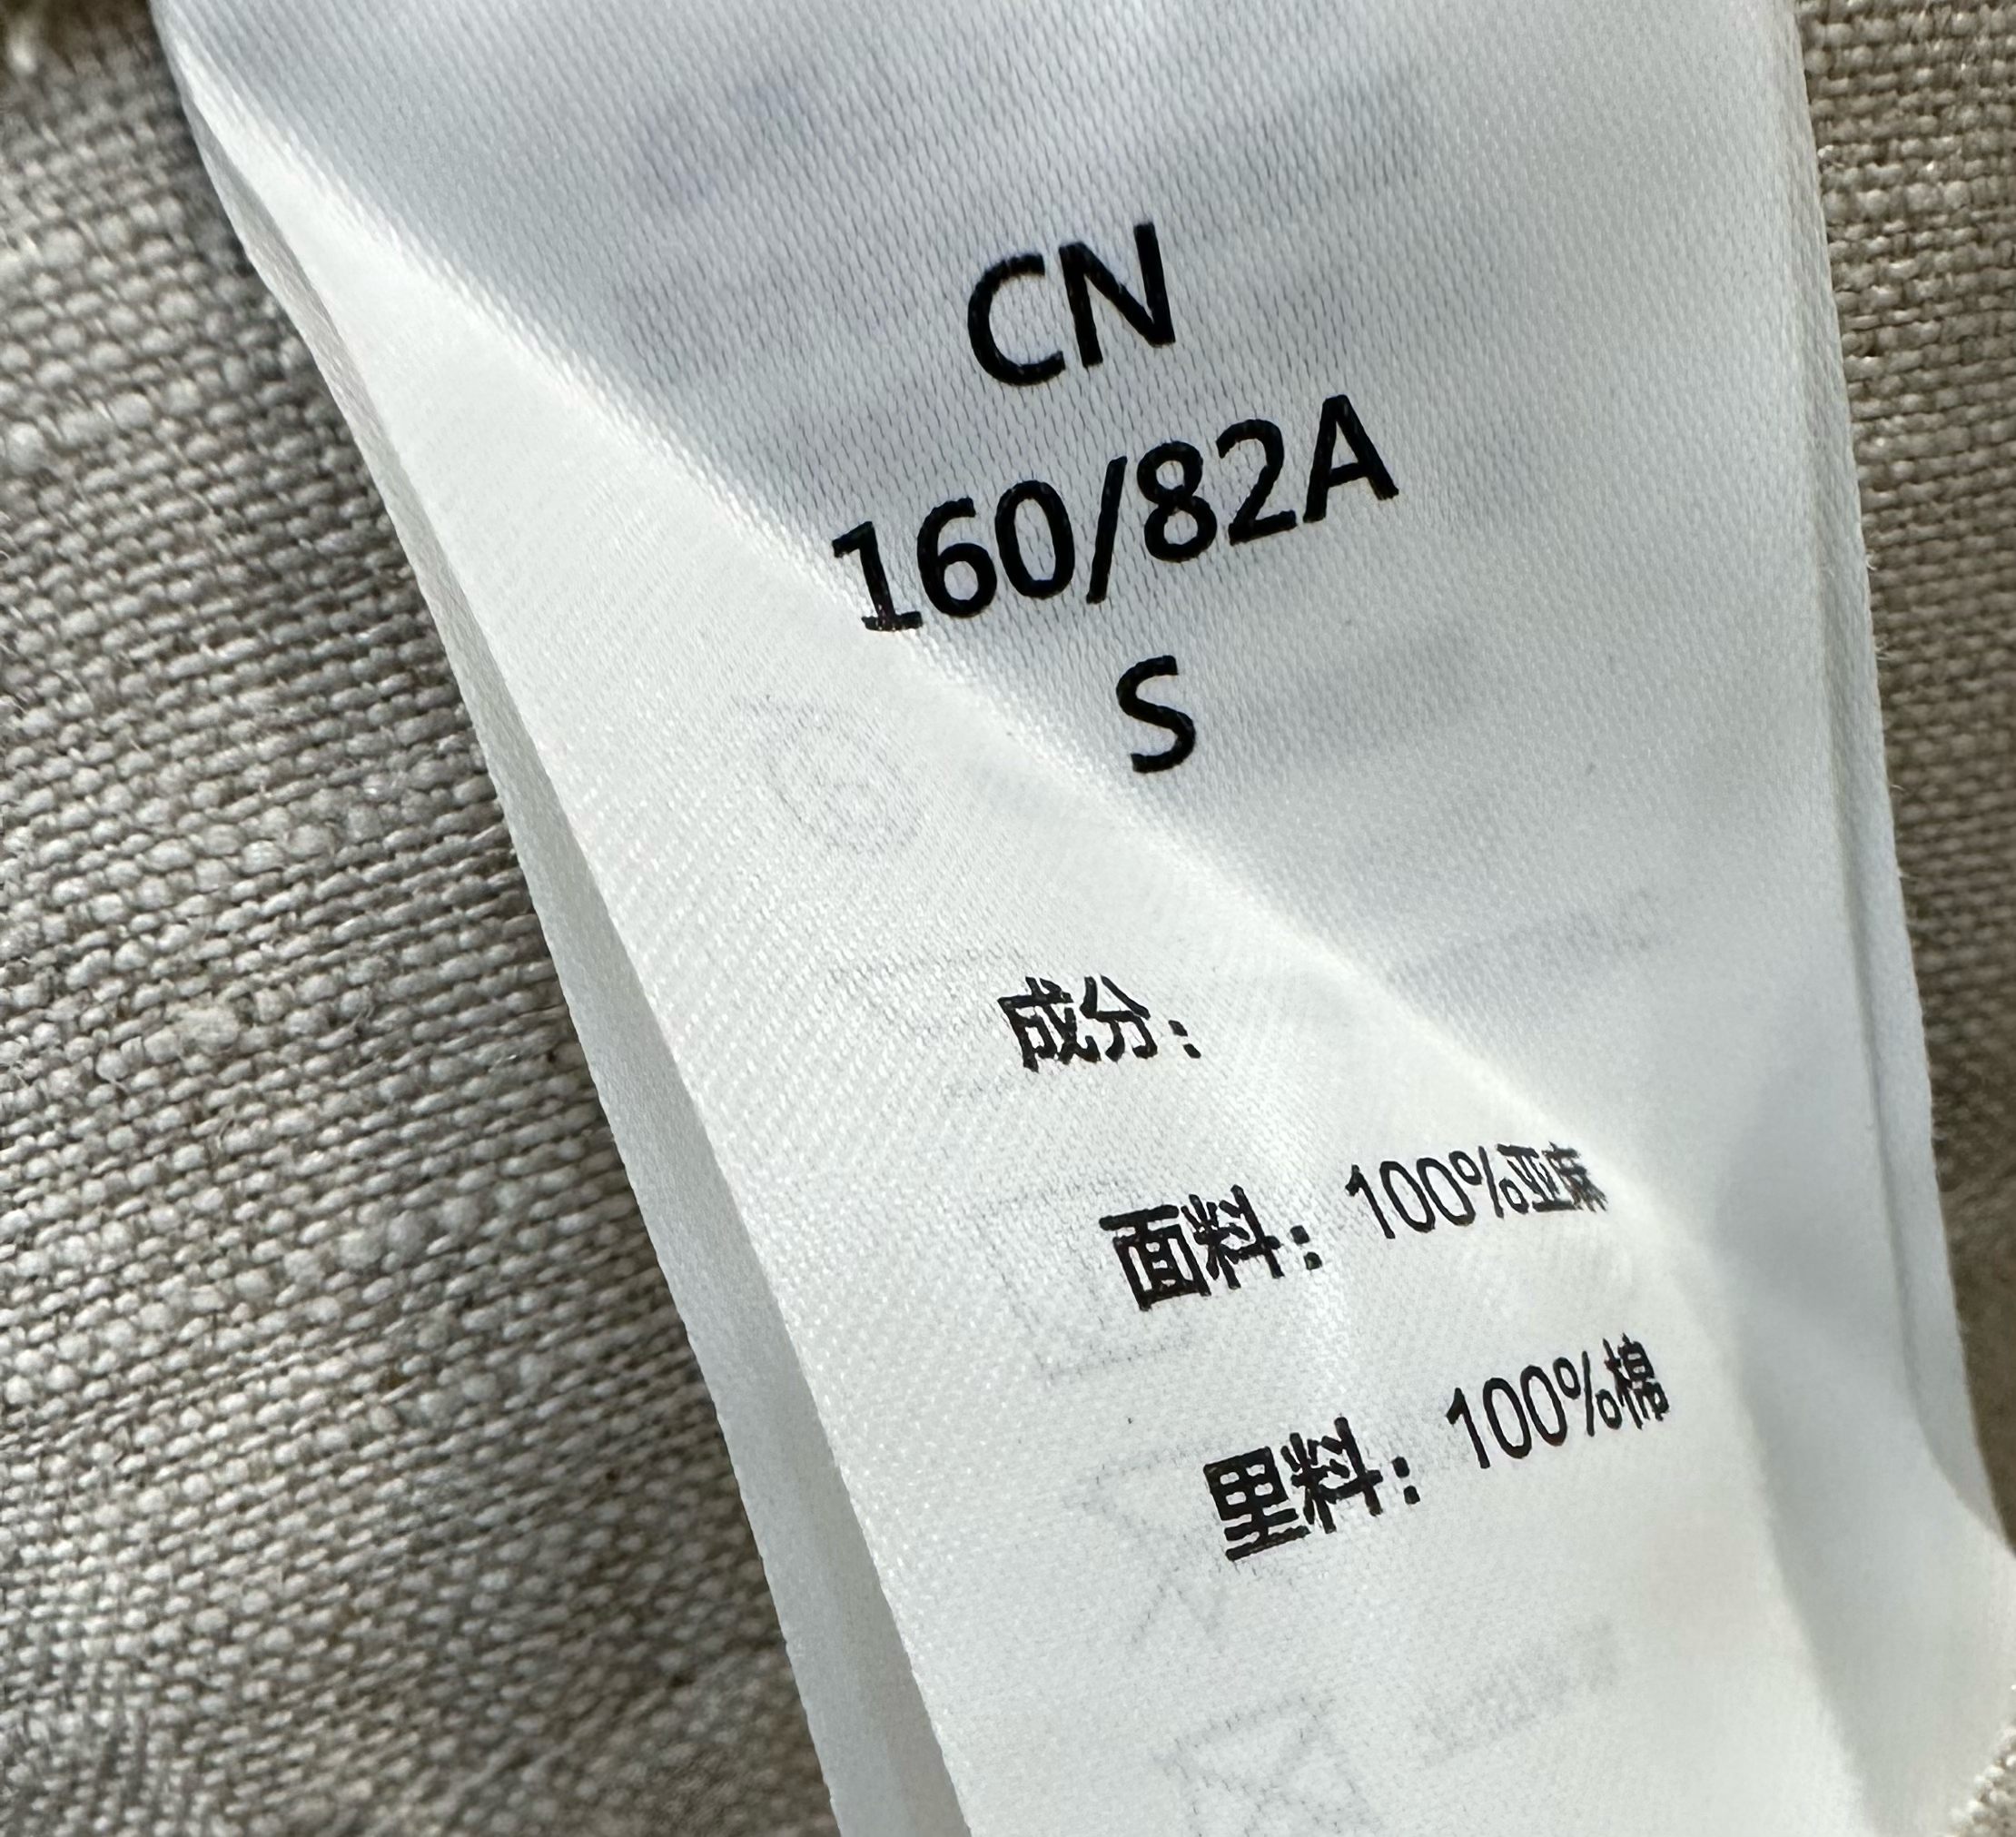 CN
160/82A
S
成分：
面料：100%亚麻
里料：100%棉